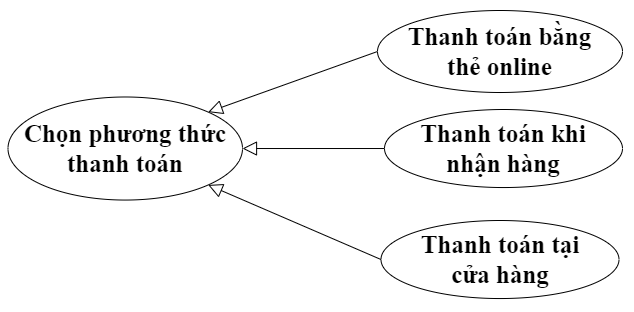 Thanh toán bằng
thẻ online
Chọn phương thức
thanh toán
Thanh toán khi
nhận hàng
Thanh toán tại
cửa hàng